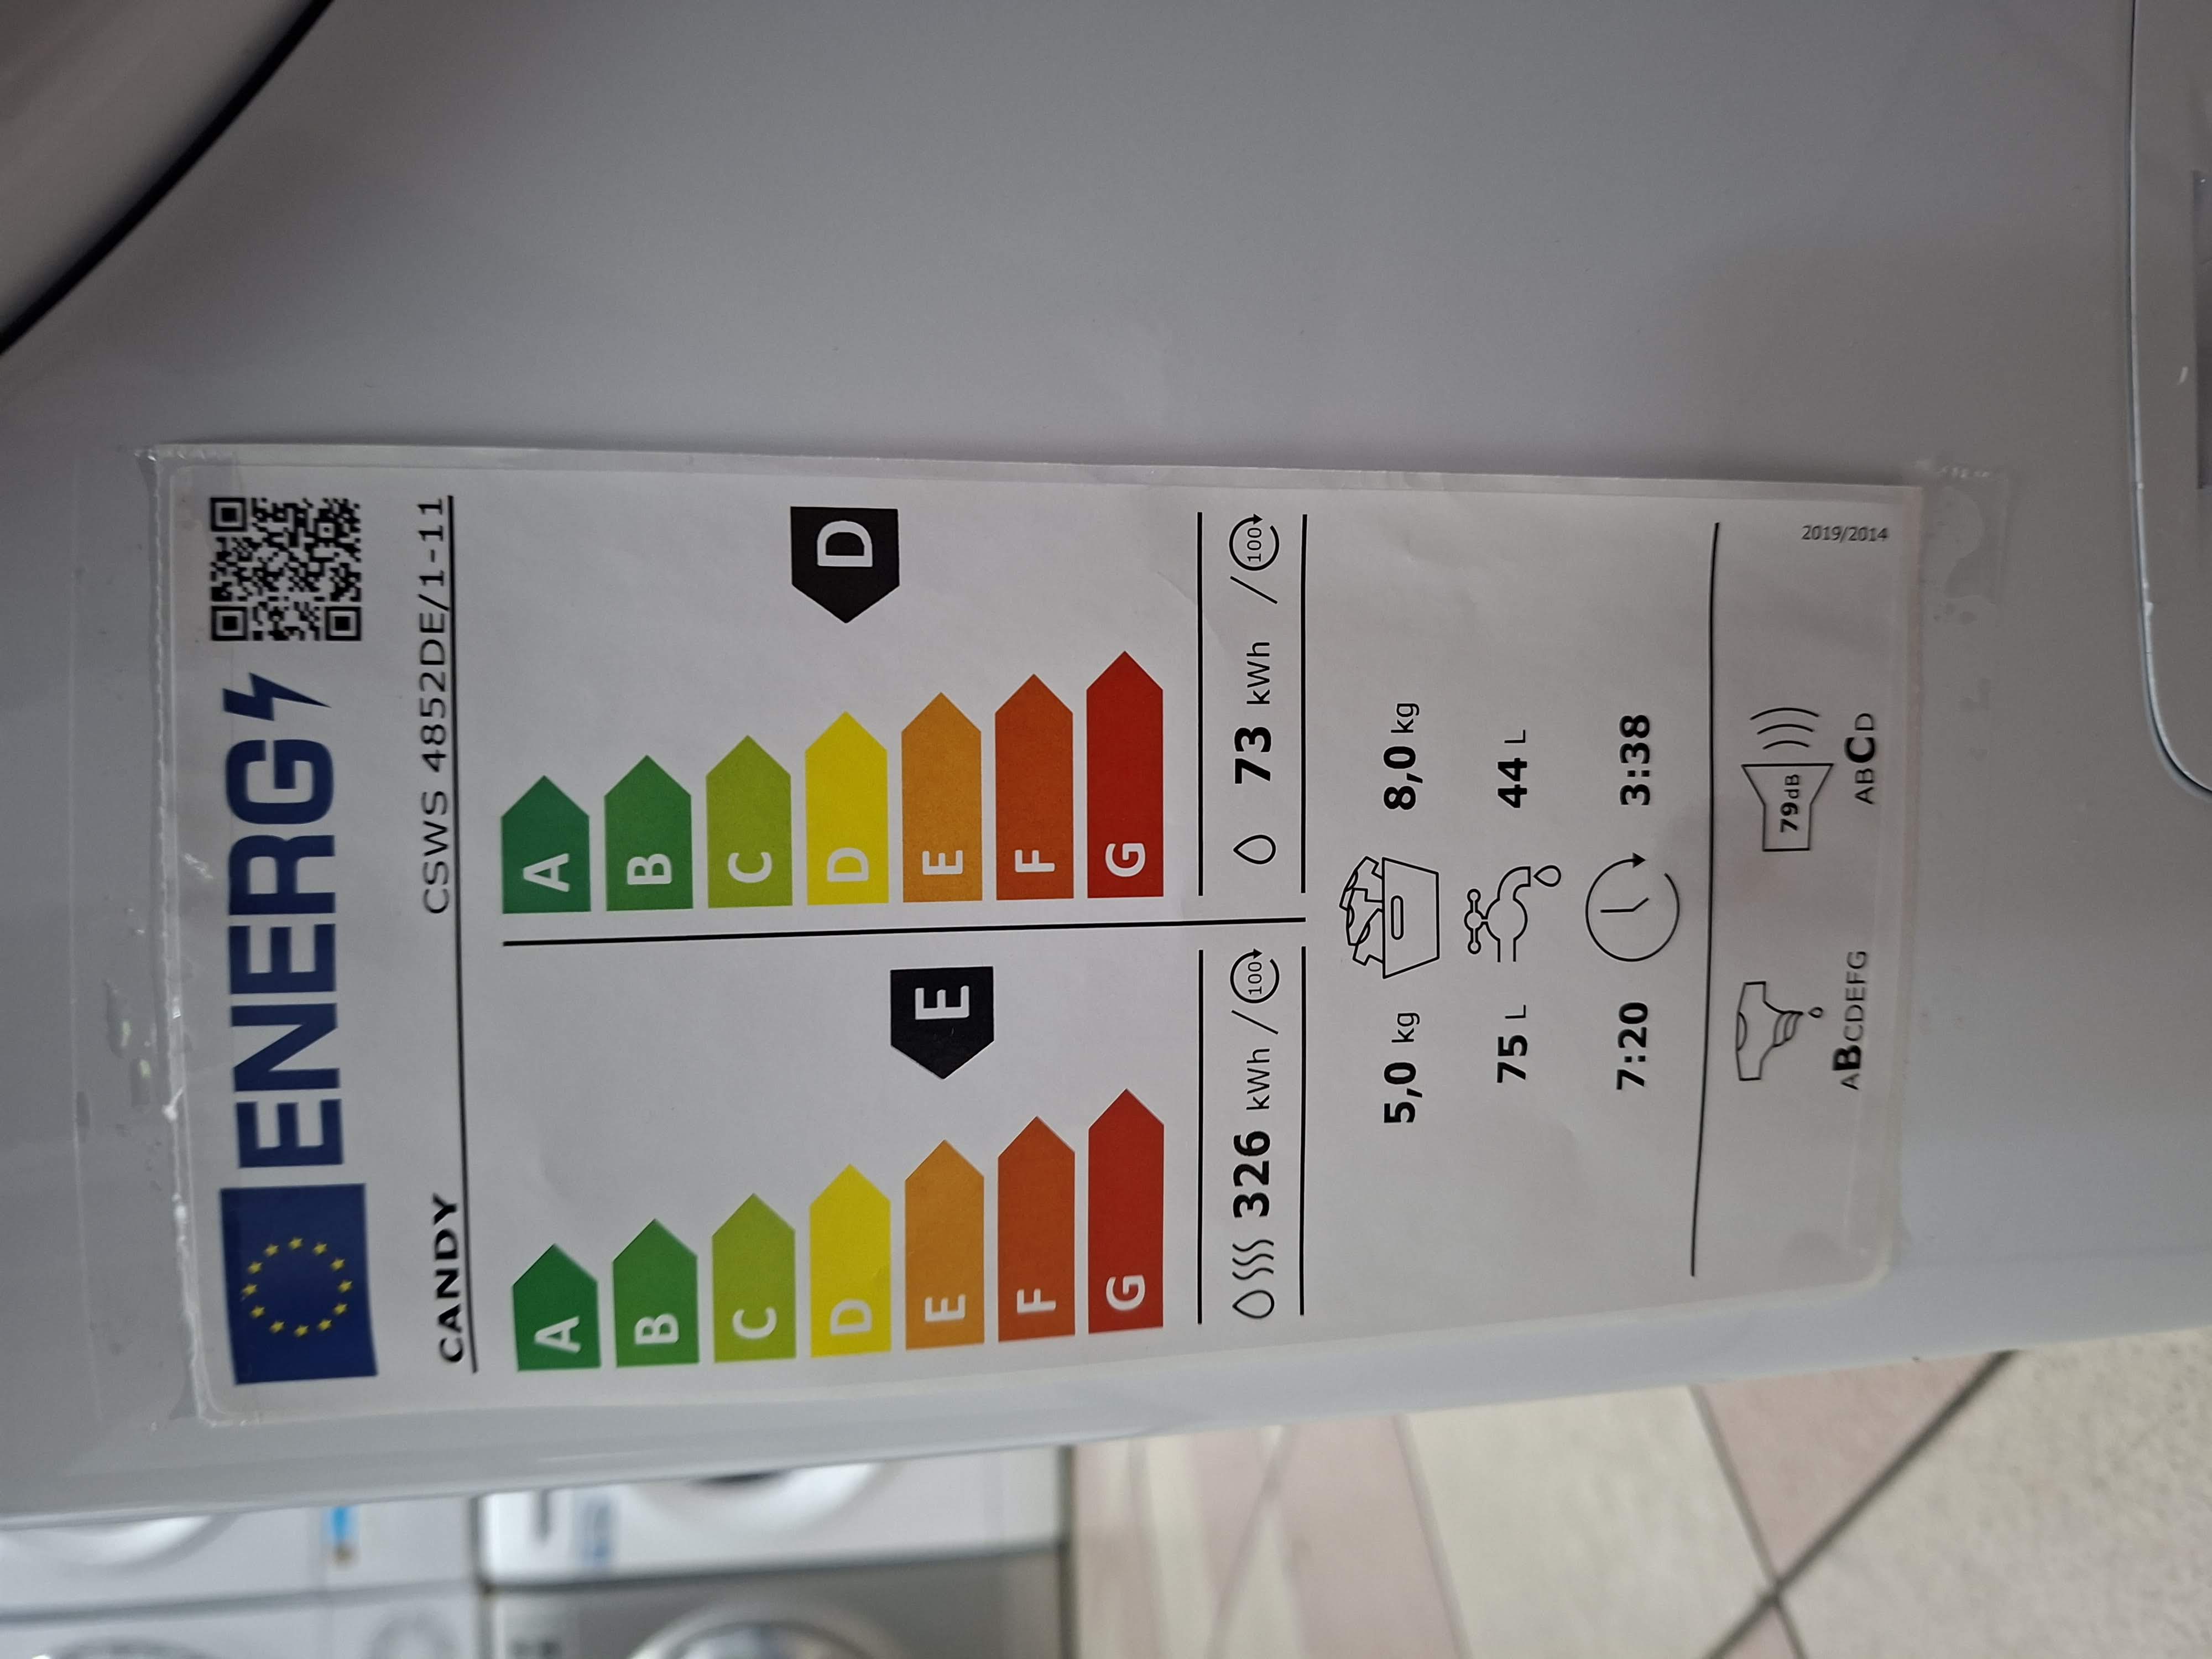 ENERG
CANDY CSWS 4852DE/1-11
A A
B B
C C
D D D
E E E
F F
G G
326 kWh / 100 73 kWh / 100
5,0 kg 8,0 kg
75 L 44 L
7:20 3:38
79dB
ABCDEFG ABCD
2019/2014